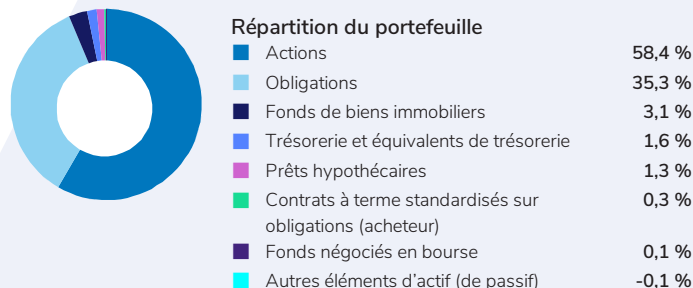 Répartition du portefeuille
Actions 58,4 %
Obligations 35,3 %
Fonds de biens immobiliers 3,1 %
Trésorerie et équivalents de trésorerie 1,6 %
Prêts hypothécaires 1,3 %
Contrats à terme standardisés sur 0,3 %
obligations (acheteur)
Fonds négociés en bourse 0,1 %
Autres éléments d'actif (de passif) -0,1 %